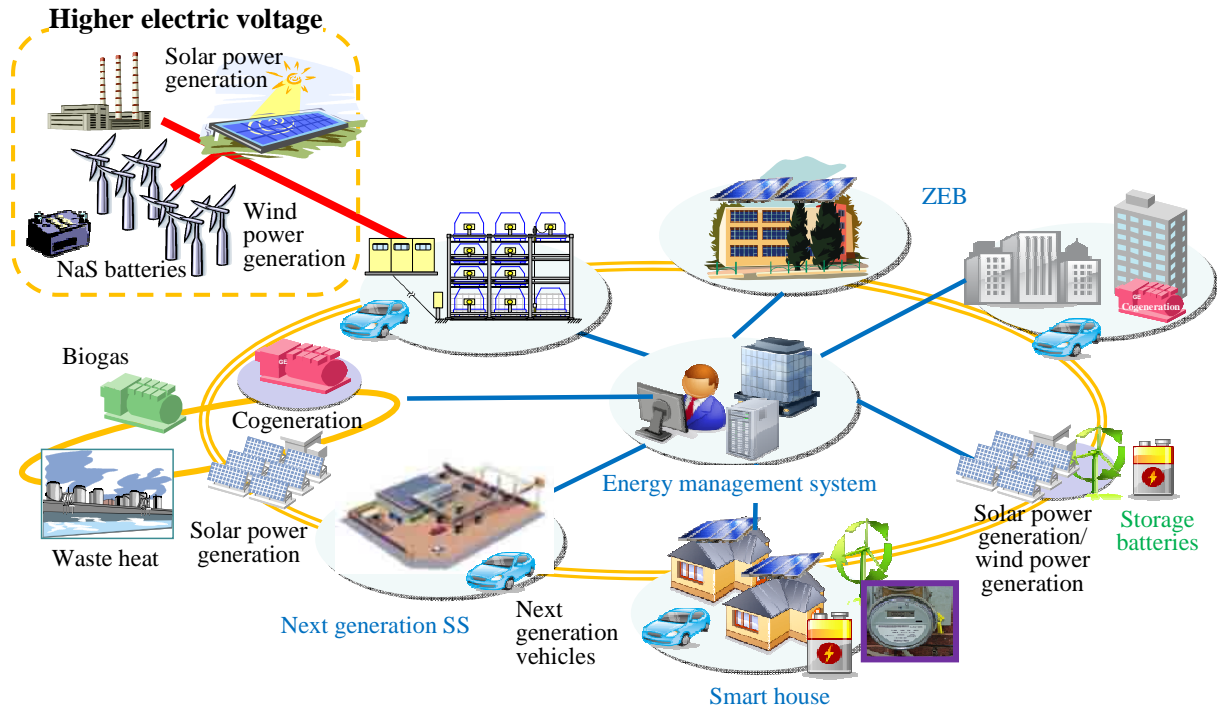 Higher electric voltage
Solar power
generation
Wind
power
generation
NaS batteries
ZEB
GE
Cogeneration
Biogas
GE
Cogeneration
Energy management system
Waste heat
Solar power
generation
Solar power
generation/
wind power
generation
Storage
batteries
Next generation SS
Next
generation
vehicles
Smart house